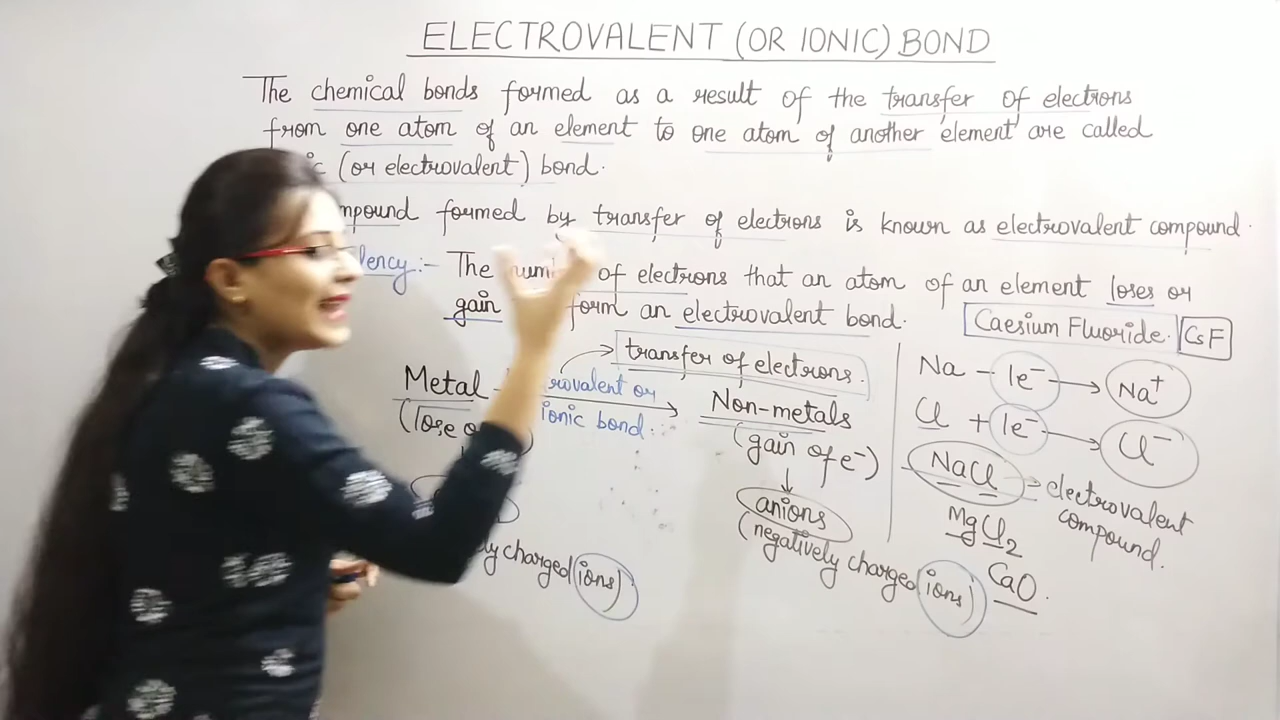 ELECTROVALENT (OR IONIC) BOND
The chemical bonds formed as a result of the transfer of electrons
from one atom of an element to one atom of another element are called
(or electrovalent) bond.
formed by transfer of electrons is known as electrovalent compound.
:- The of electrons that an atom of an element loses or
gain form an electrovalent bond.
Caesium Fluoride. CsF
transfer of electrons.
Metal → Non-metals
or
ionic bond.
(lose
(gain of e⁻)
↓
anions
charged (ions)
(negatively charged (ions)
Na - 1e⁻ → Na⁺
Cl + 1e⁻ → Cl⁻
NaCl = electrovalent
compound.
MgCl₂
CaO.